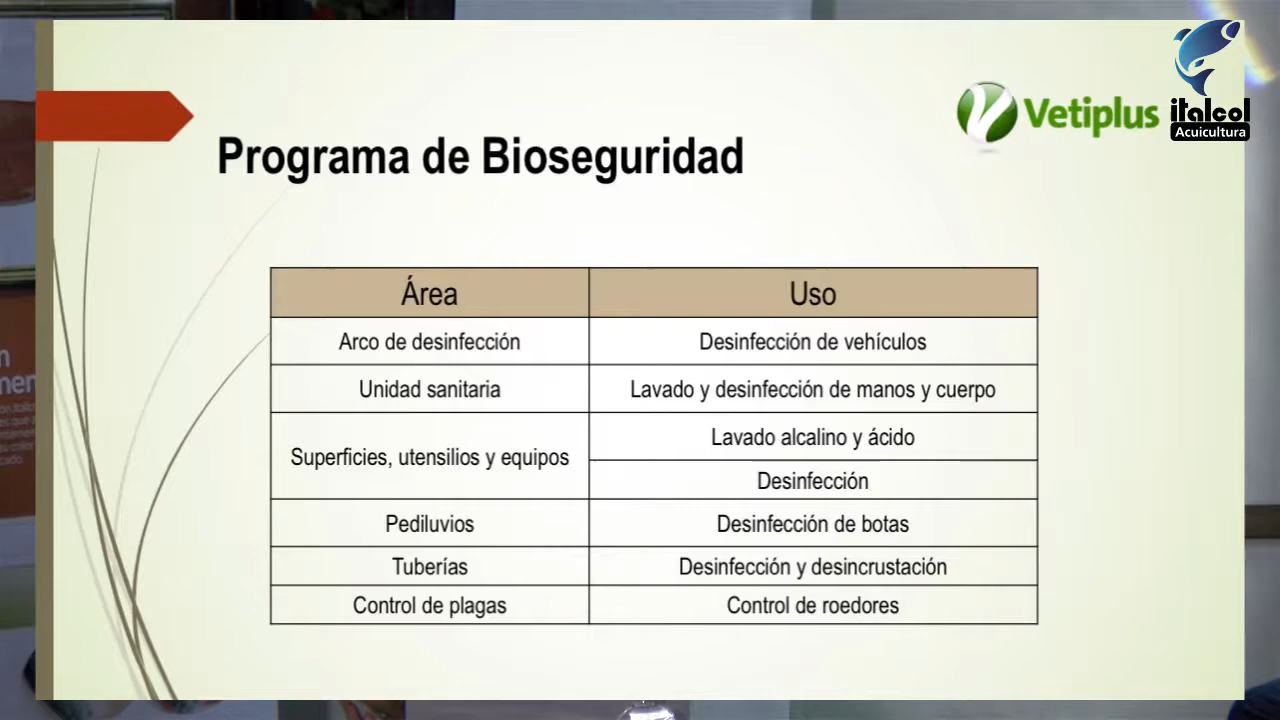 Vetiplus
italcol
Acuicultura
Programa de Bioseguridad
Área Uso
Arco de desinfección Desinfección de vehículos
Unidad sanitaria Lavado y desinfección de manos y cuerpo
Superficies, utensilios y equipos Lavado alcalino y ácido
Desinfección
Pediluvios Desinfección de botas
Tuberías Desinfección y desincrustación
Control de plagas Control de roedores